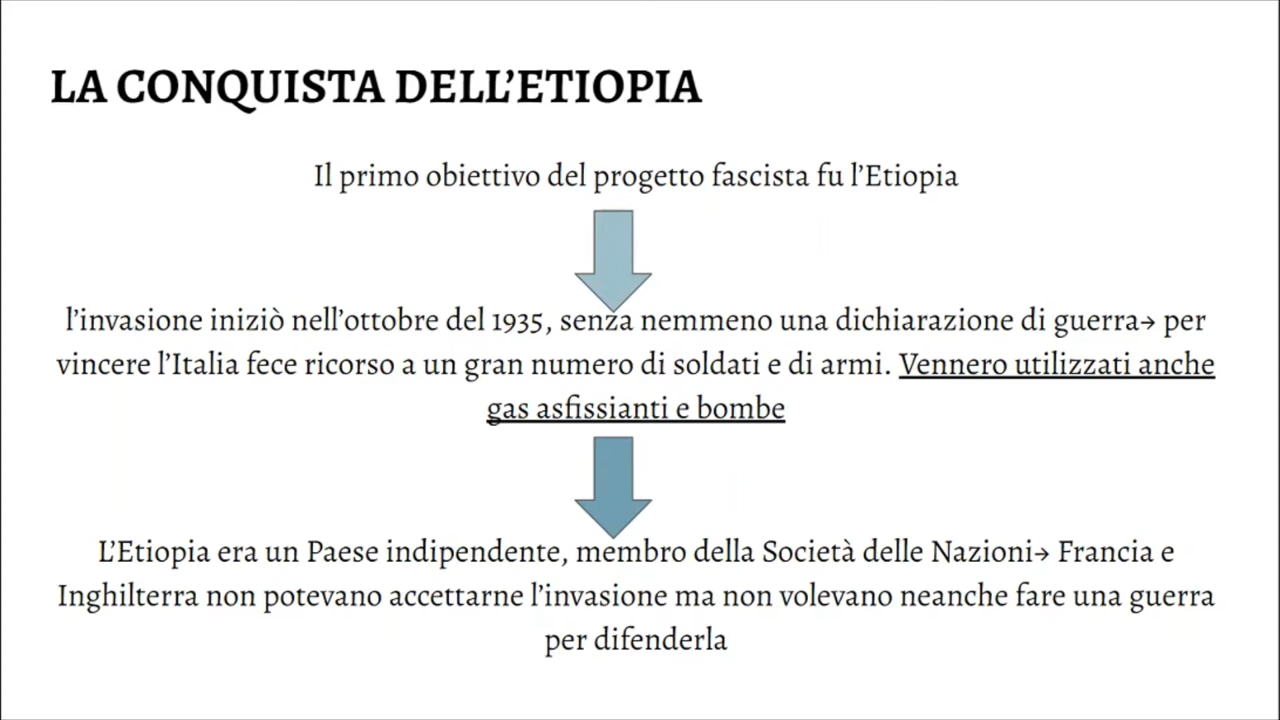 LA CONQUISTA DELL’ETIOPIA
Il primo obiettivo del progetto fascista fu l’Etiopia
l’invasione iniziò nell’ottobre del 1935, senza nemmeno una dichiarazione di guerra→ per
vincere l’Italia fece ricorso a un gran numero di soldati e di armi. Vennero utilizzati anche
gas asfissianti e bombe
L’Etiopia era un Paese indipendente, membro della Società delle Nazioni→ Francia e
Inghilterra non potevano accettarne l’invasione ma non volevano neanche fare una guerra
per difenderla